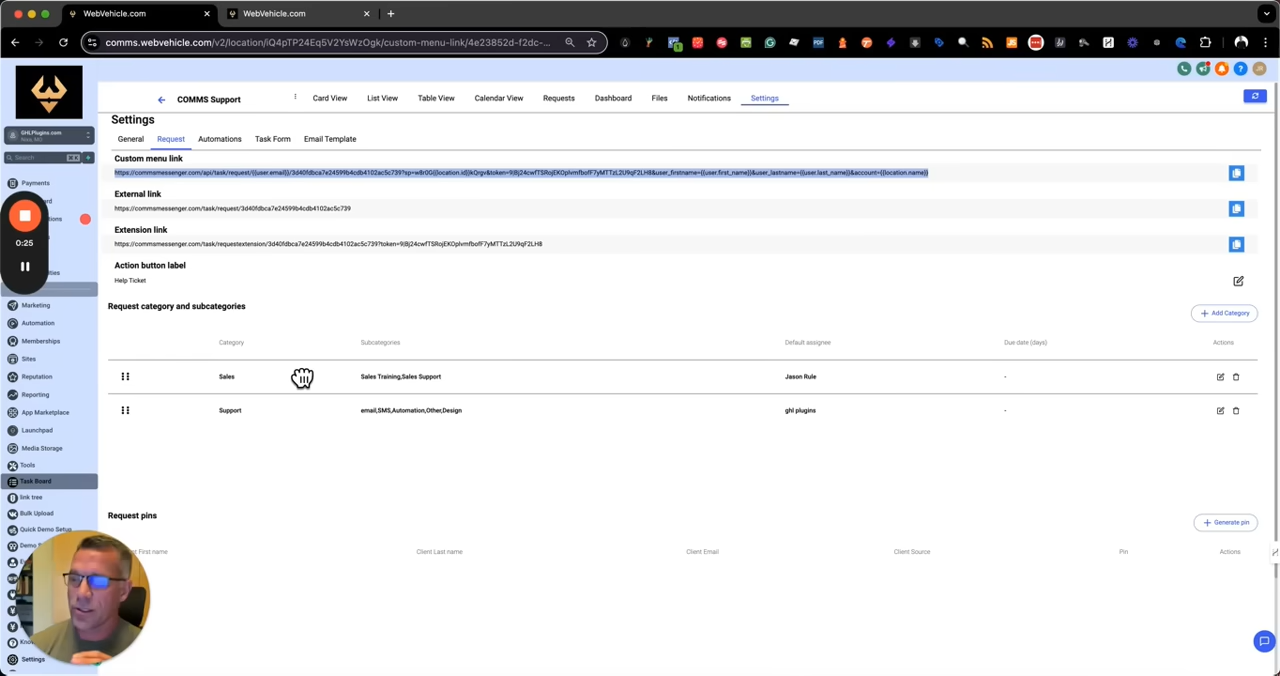 WebVehicle.com
WebVehicle.com
comms.webvehicle.com/v2/location/iQ4pTP24Eq5V2YsWzOgk/custom-menu-link/4e23852d-f2dc-...
COMMS Support
Card View
List View
Table View
Calendar View
Requests
Dashboard
Files
Notifications
Settings
GHLPlugins.com
Search
⌘K
Payments
0:25
Marketing
Automation
Memberships
Sites
Reputation
Reporting
App Marketplace
Launchpad
Media Storage
Tools
Task Board
link tree
Bulk Upload
Quick Demo Setup
Settings
Settings
General
Request
Automations
Task Form
Email Template
Custom menu link
External link
https://commsmessenger.com/task/request/3d40fdbca7e24599b4cdb4102ac5c739
Extension link
Action button label
Help Ticket
Request category and subcategories
+ Add Category
Category
Subcategories
Default assignee
Due date (days)
Actions
Sales
Sales Training,Sales Support
Jason Rule
-
Support
email,SMS,Automation,Other,Design
ghl plugins
-
Request pins
+ Generate pin
First name
Client Last name
Client Email
Client Source
Pin
Actions